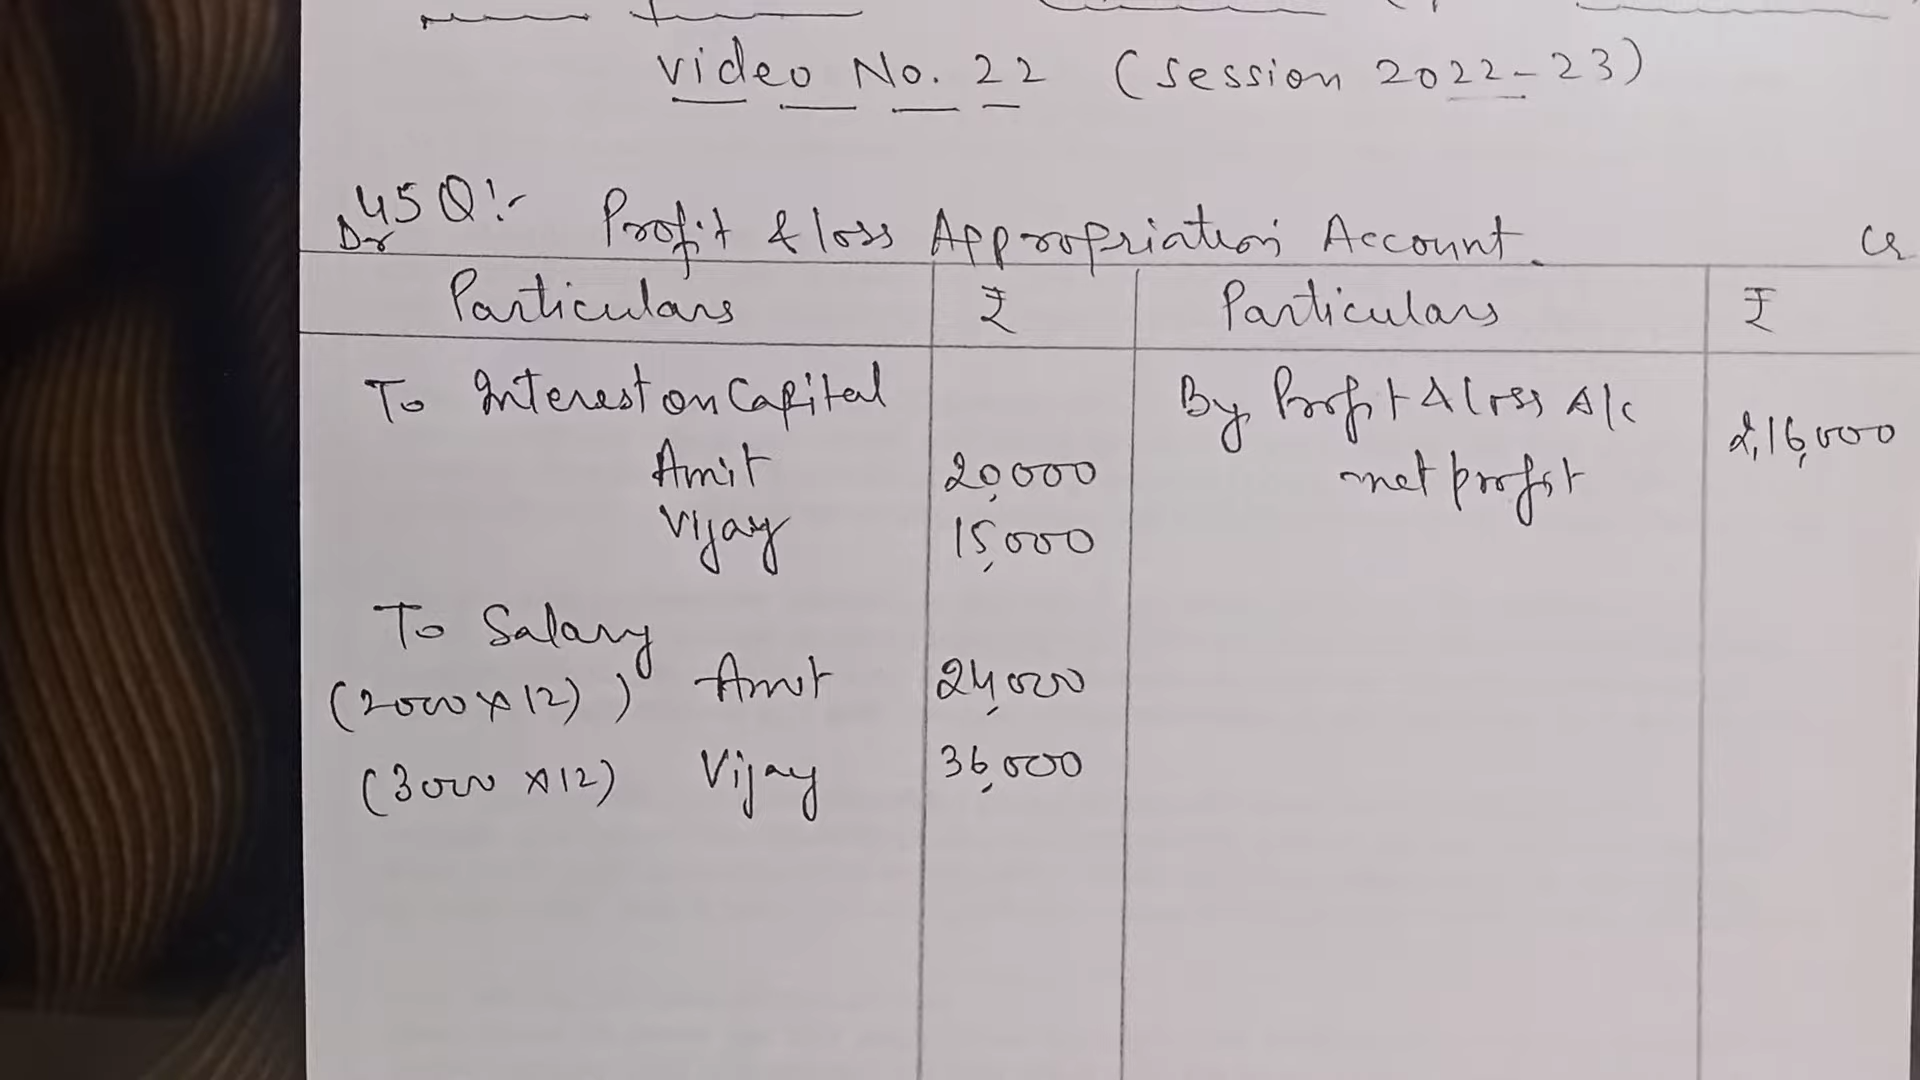 Video No. 22 (Session 2022-23)
45 Q:-
Dr Profit & loss Appropriation Account. Cr
Particulars ₹ Particulars ₹
To Interest on Capital By Profit & loss A/c
Amit 20,000 net profit 2,16,000
Vijay 15,000
To Salary
(2000 × 12) ) Amit 24,000
(3000 × 12) Vijay 36,000